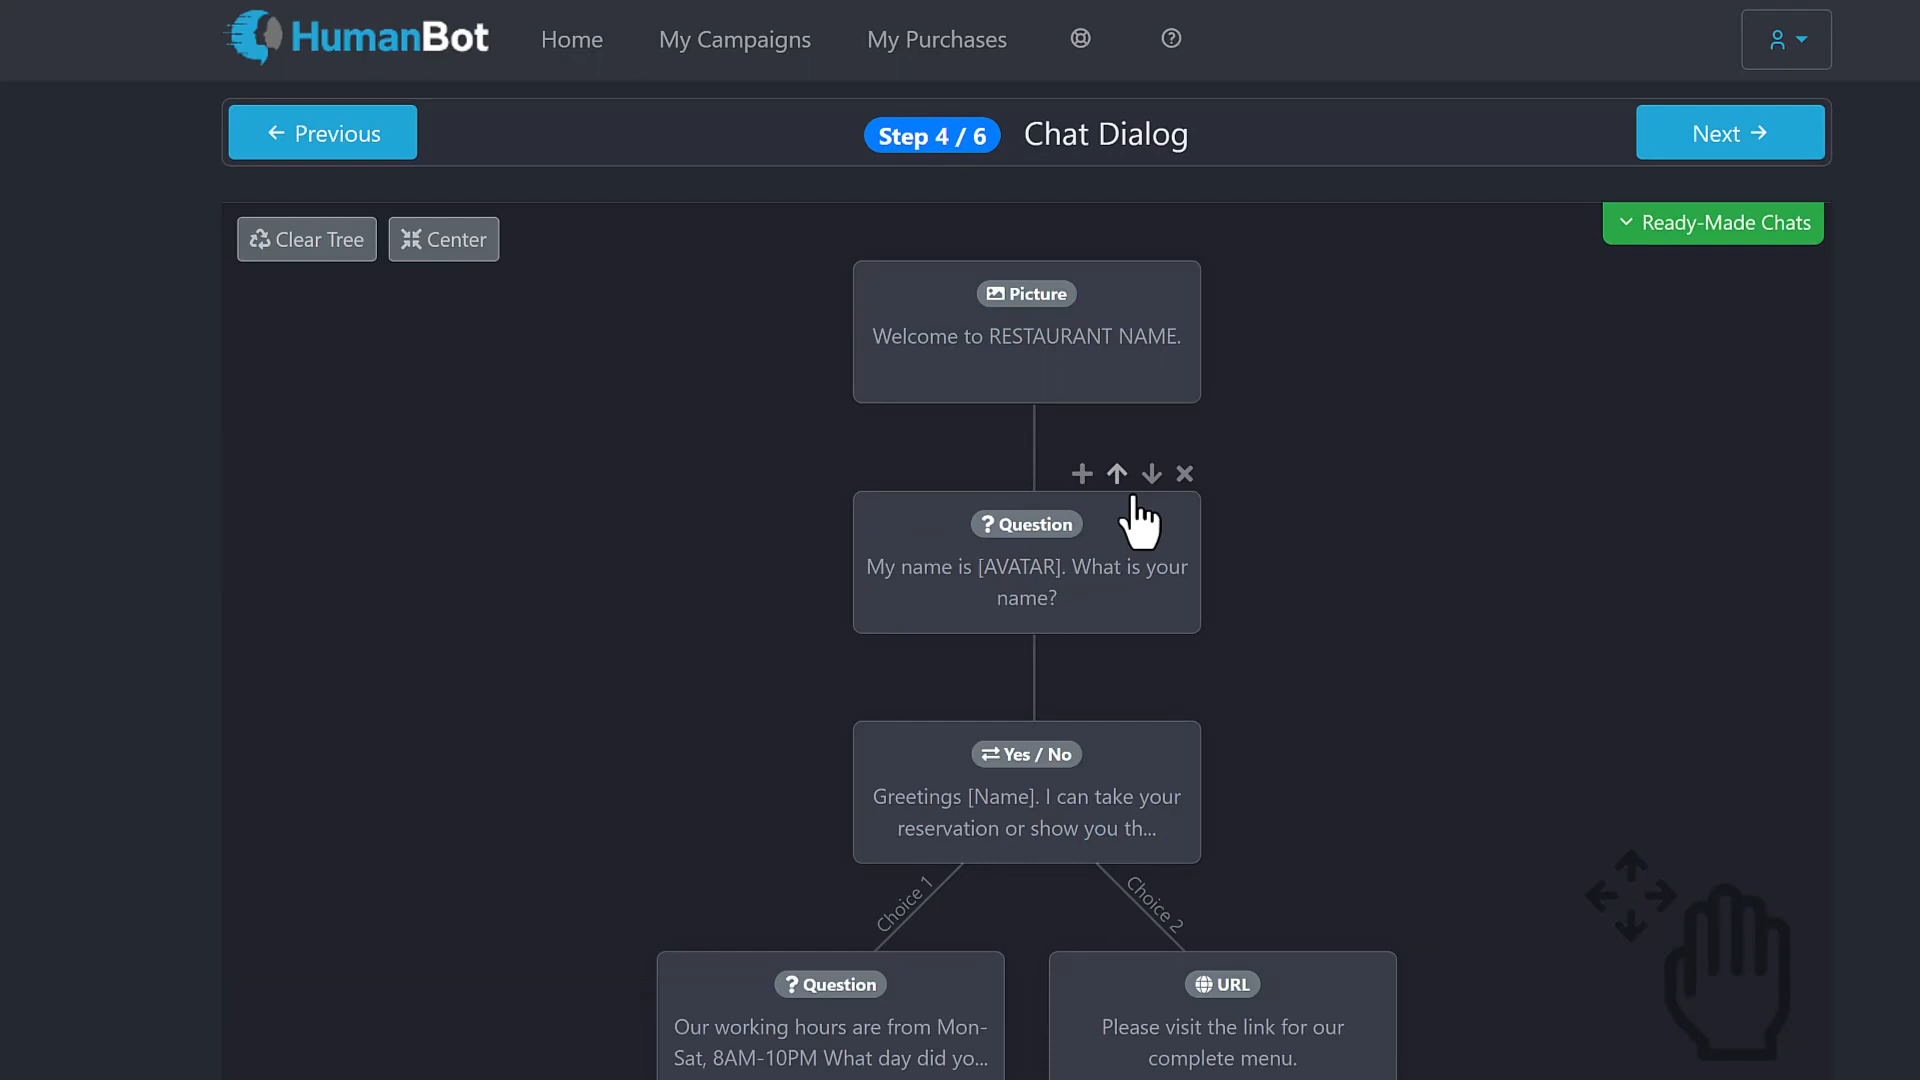 HumanBot
Home
My Campaigns
My Purchases
Previous
Step 4 / 6
Chat Dialog
Next
Clear Tree
Center
Ready-Made Chats
Picture
Welcome to RESTAURANT NAME.
Question
My name is [AVATAR]. What is your
name?
Yes / No
Greetings [Name]. I can take your
reservation or show you th...
Choice 1
Choice 2
Question
Our working hours are from Mon-
Sat, 8AM-10PM What day did yo...
URL
Please visit the link for our
complete menu.